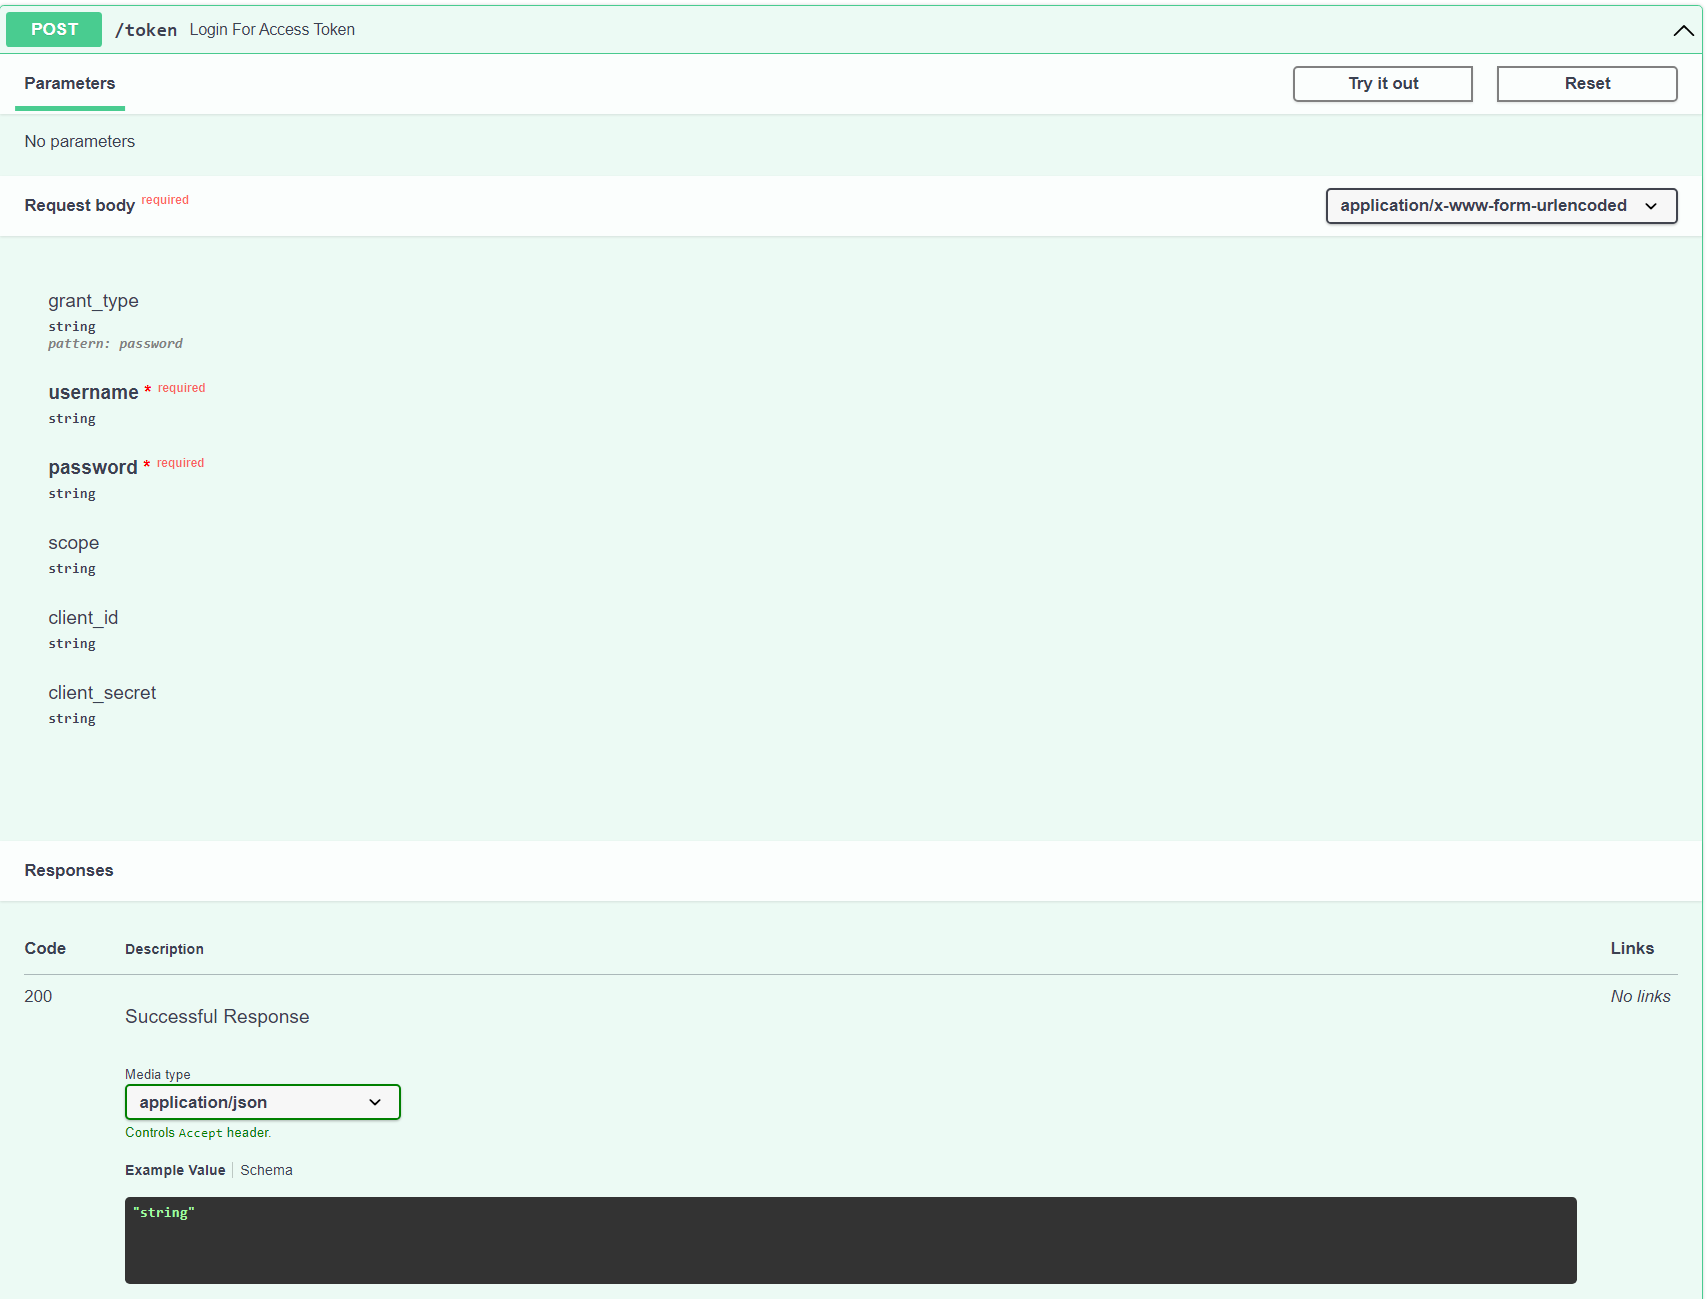 POST /token Login For Access Token
Parameters
Try it out
Reset
No parameters
Request body required
application/x-www-form-urlencoded
grant_type
string
pattern: password
username * required
string
password * required
string
scope
string
client_id
string
client_secret
string
Responses
Code Description Links
200
Successful Response
No links
Media type
application/json
Controls Accept header.
Example Value Schema
"string"